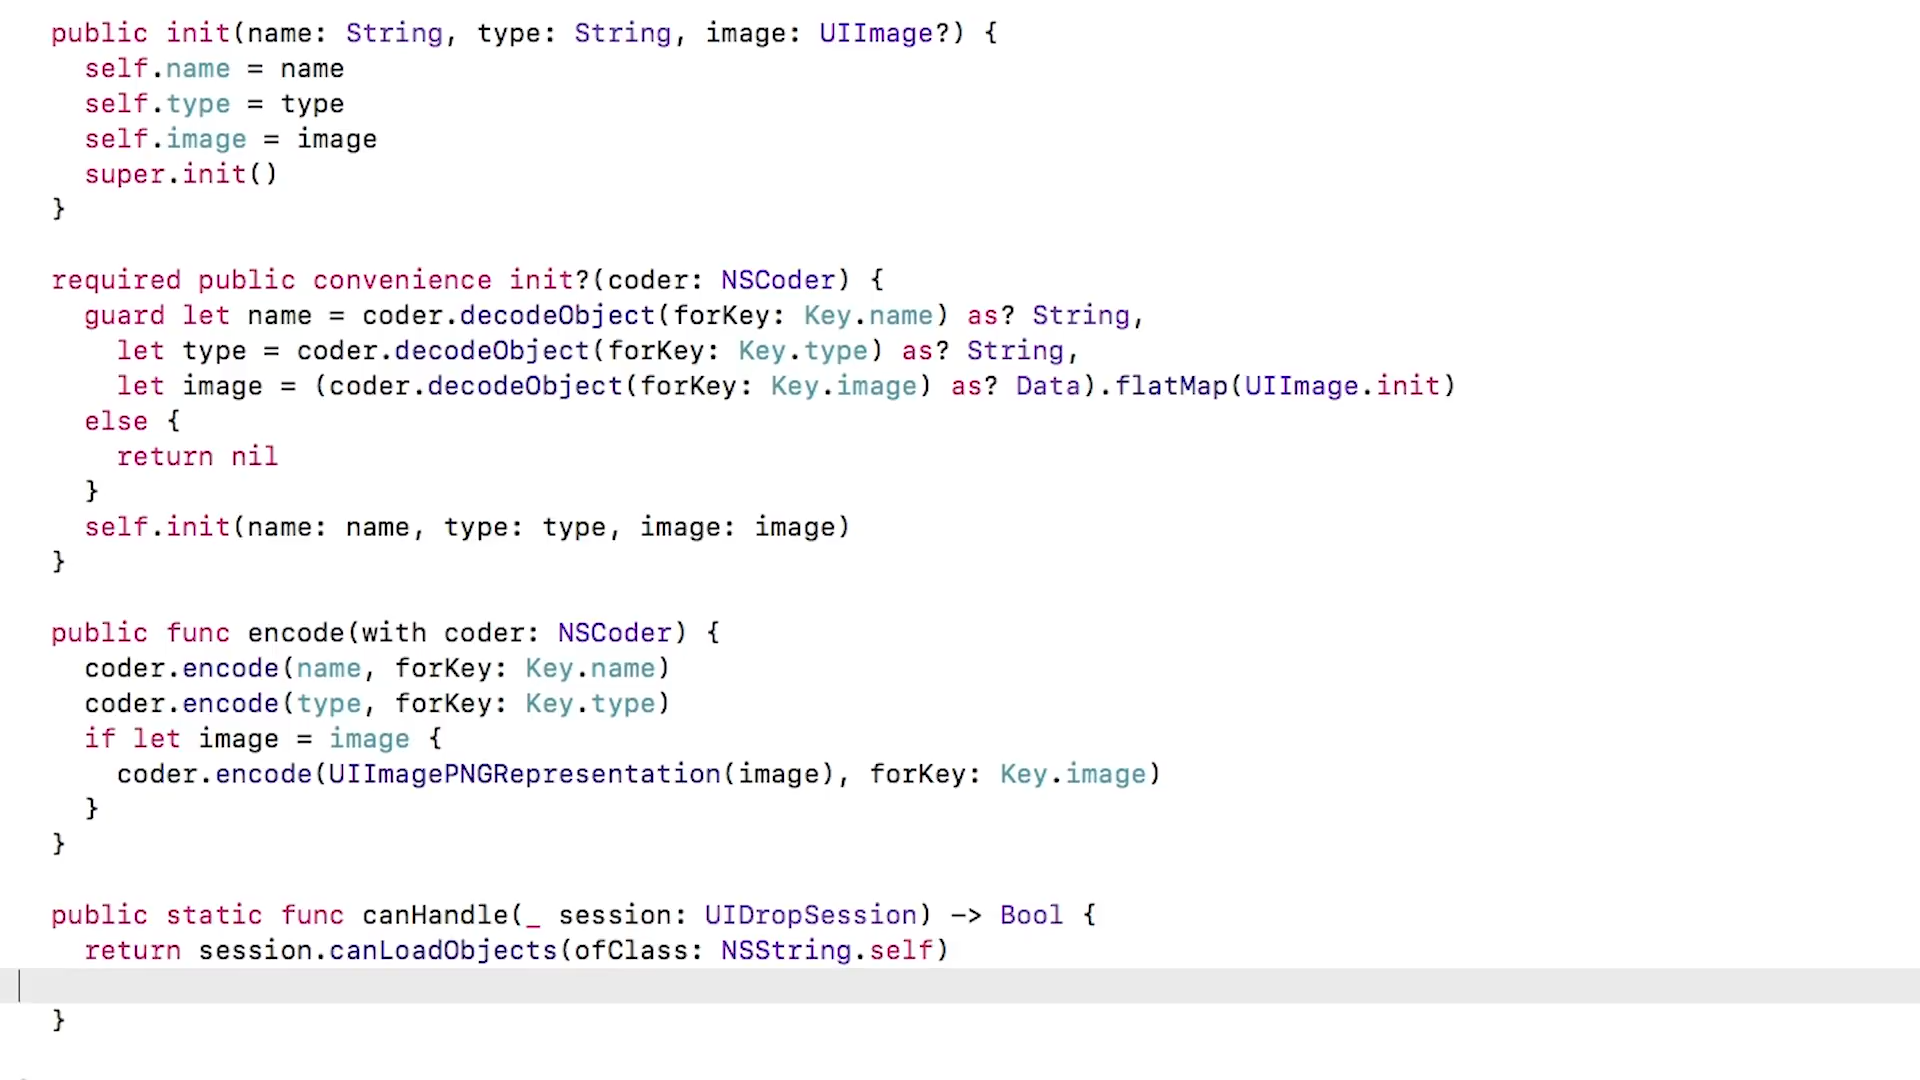 public init(name: String, type: String, image: UIImage?) {
self.name = name
self.type = type
self.image = image
super.init()
}
required public convenience init?(coder: NSCoder) {
guard let name = coder.decodeObject(forKey: Key.name) as? String,
let type = coder.decodeObject(forKey: Key.type) as? String,
let image = (coder.decodeObject(forKey: Key.image) as? Data).flatMap(UIImage.init)
else {
return nil
}
self.init(name: name, type: type, image: image)
}
public func encode(with coder: NSCoder) {
coder.encode(name, forKey: Key.name)
coder.encode(type, forKey: Key.type)
if let image = image {
coder.encode(UIImagePNGRepresentation(image), forKey: Key.image)
}
}
public static func canHandle(_ session: UIDropSession) -> Bool {
return session.canLoadObjects(ofClass: NSString.self)
}